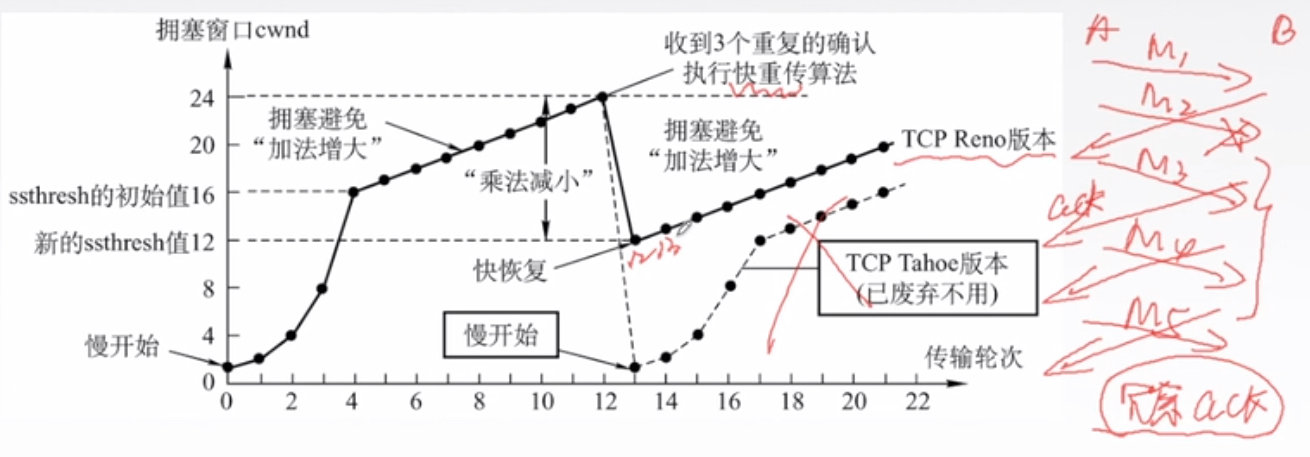 拥塞窗口cwnd
收到3个重复的确认
执行快重传算法
24
拥塞避免
“加法增大”
拥塞避免
“加法增大”
20
TCP Reno版本
“乘法减小”
ssthresh的初始值16
新的ssthresh值12
12 13
快恢复
TCP Tahoe版本
(已废弃不用)
8
慢开始
4
慢开始
传输轮次
0
0 2 4 6 8 10 12 14 16 18 20 22
A B
M1
M2
M3
ack
M4
M5
冗余ack